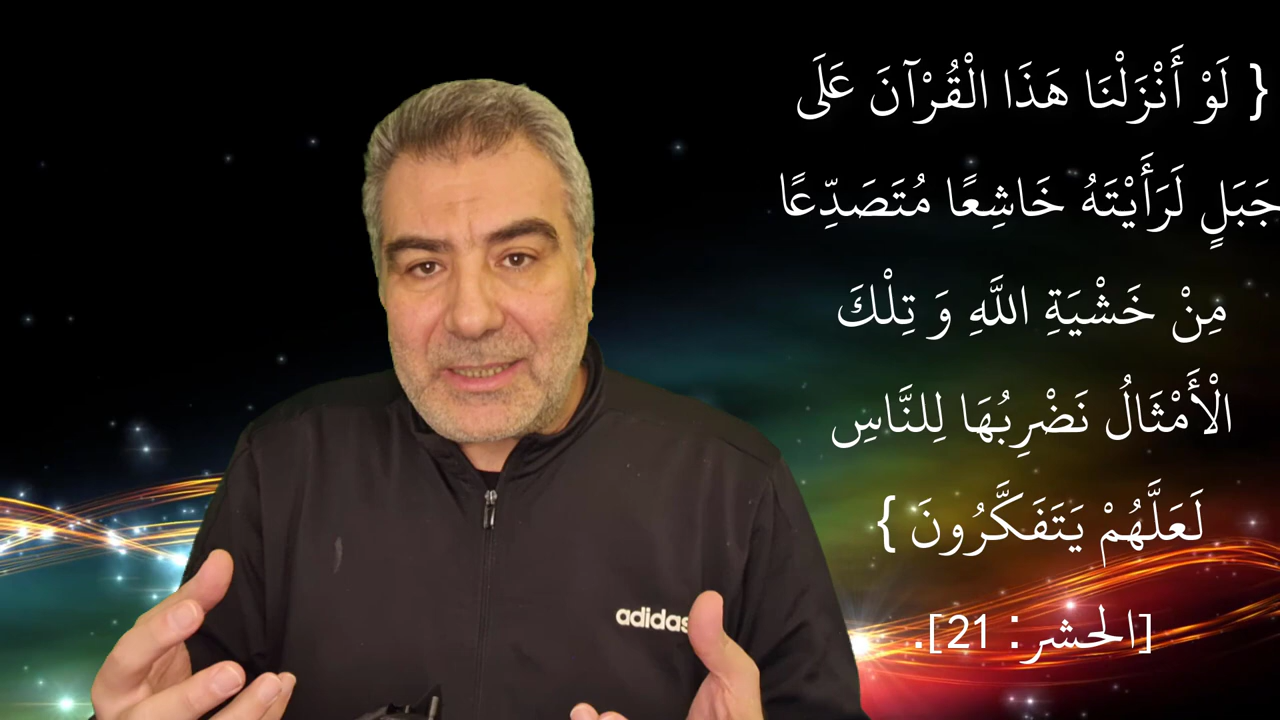 { لَوْ أَنْزَلْنَا هَذَا الْقُرْآنَ عَلَى
جَبَلٍ لَرَأَيْتَهُ خَاشِعًا مُتَصَدِّعًا
مِنْ خَشْيَةِ اللَّهِ وَ تِلْكَ
الْأَمْثَالُ نَضْرِبُهَا لِلنَّاسِ
لَعَلَّهُمْ يَتَفَكَّرُونَ }
[الحشر: 21].
adidas